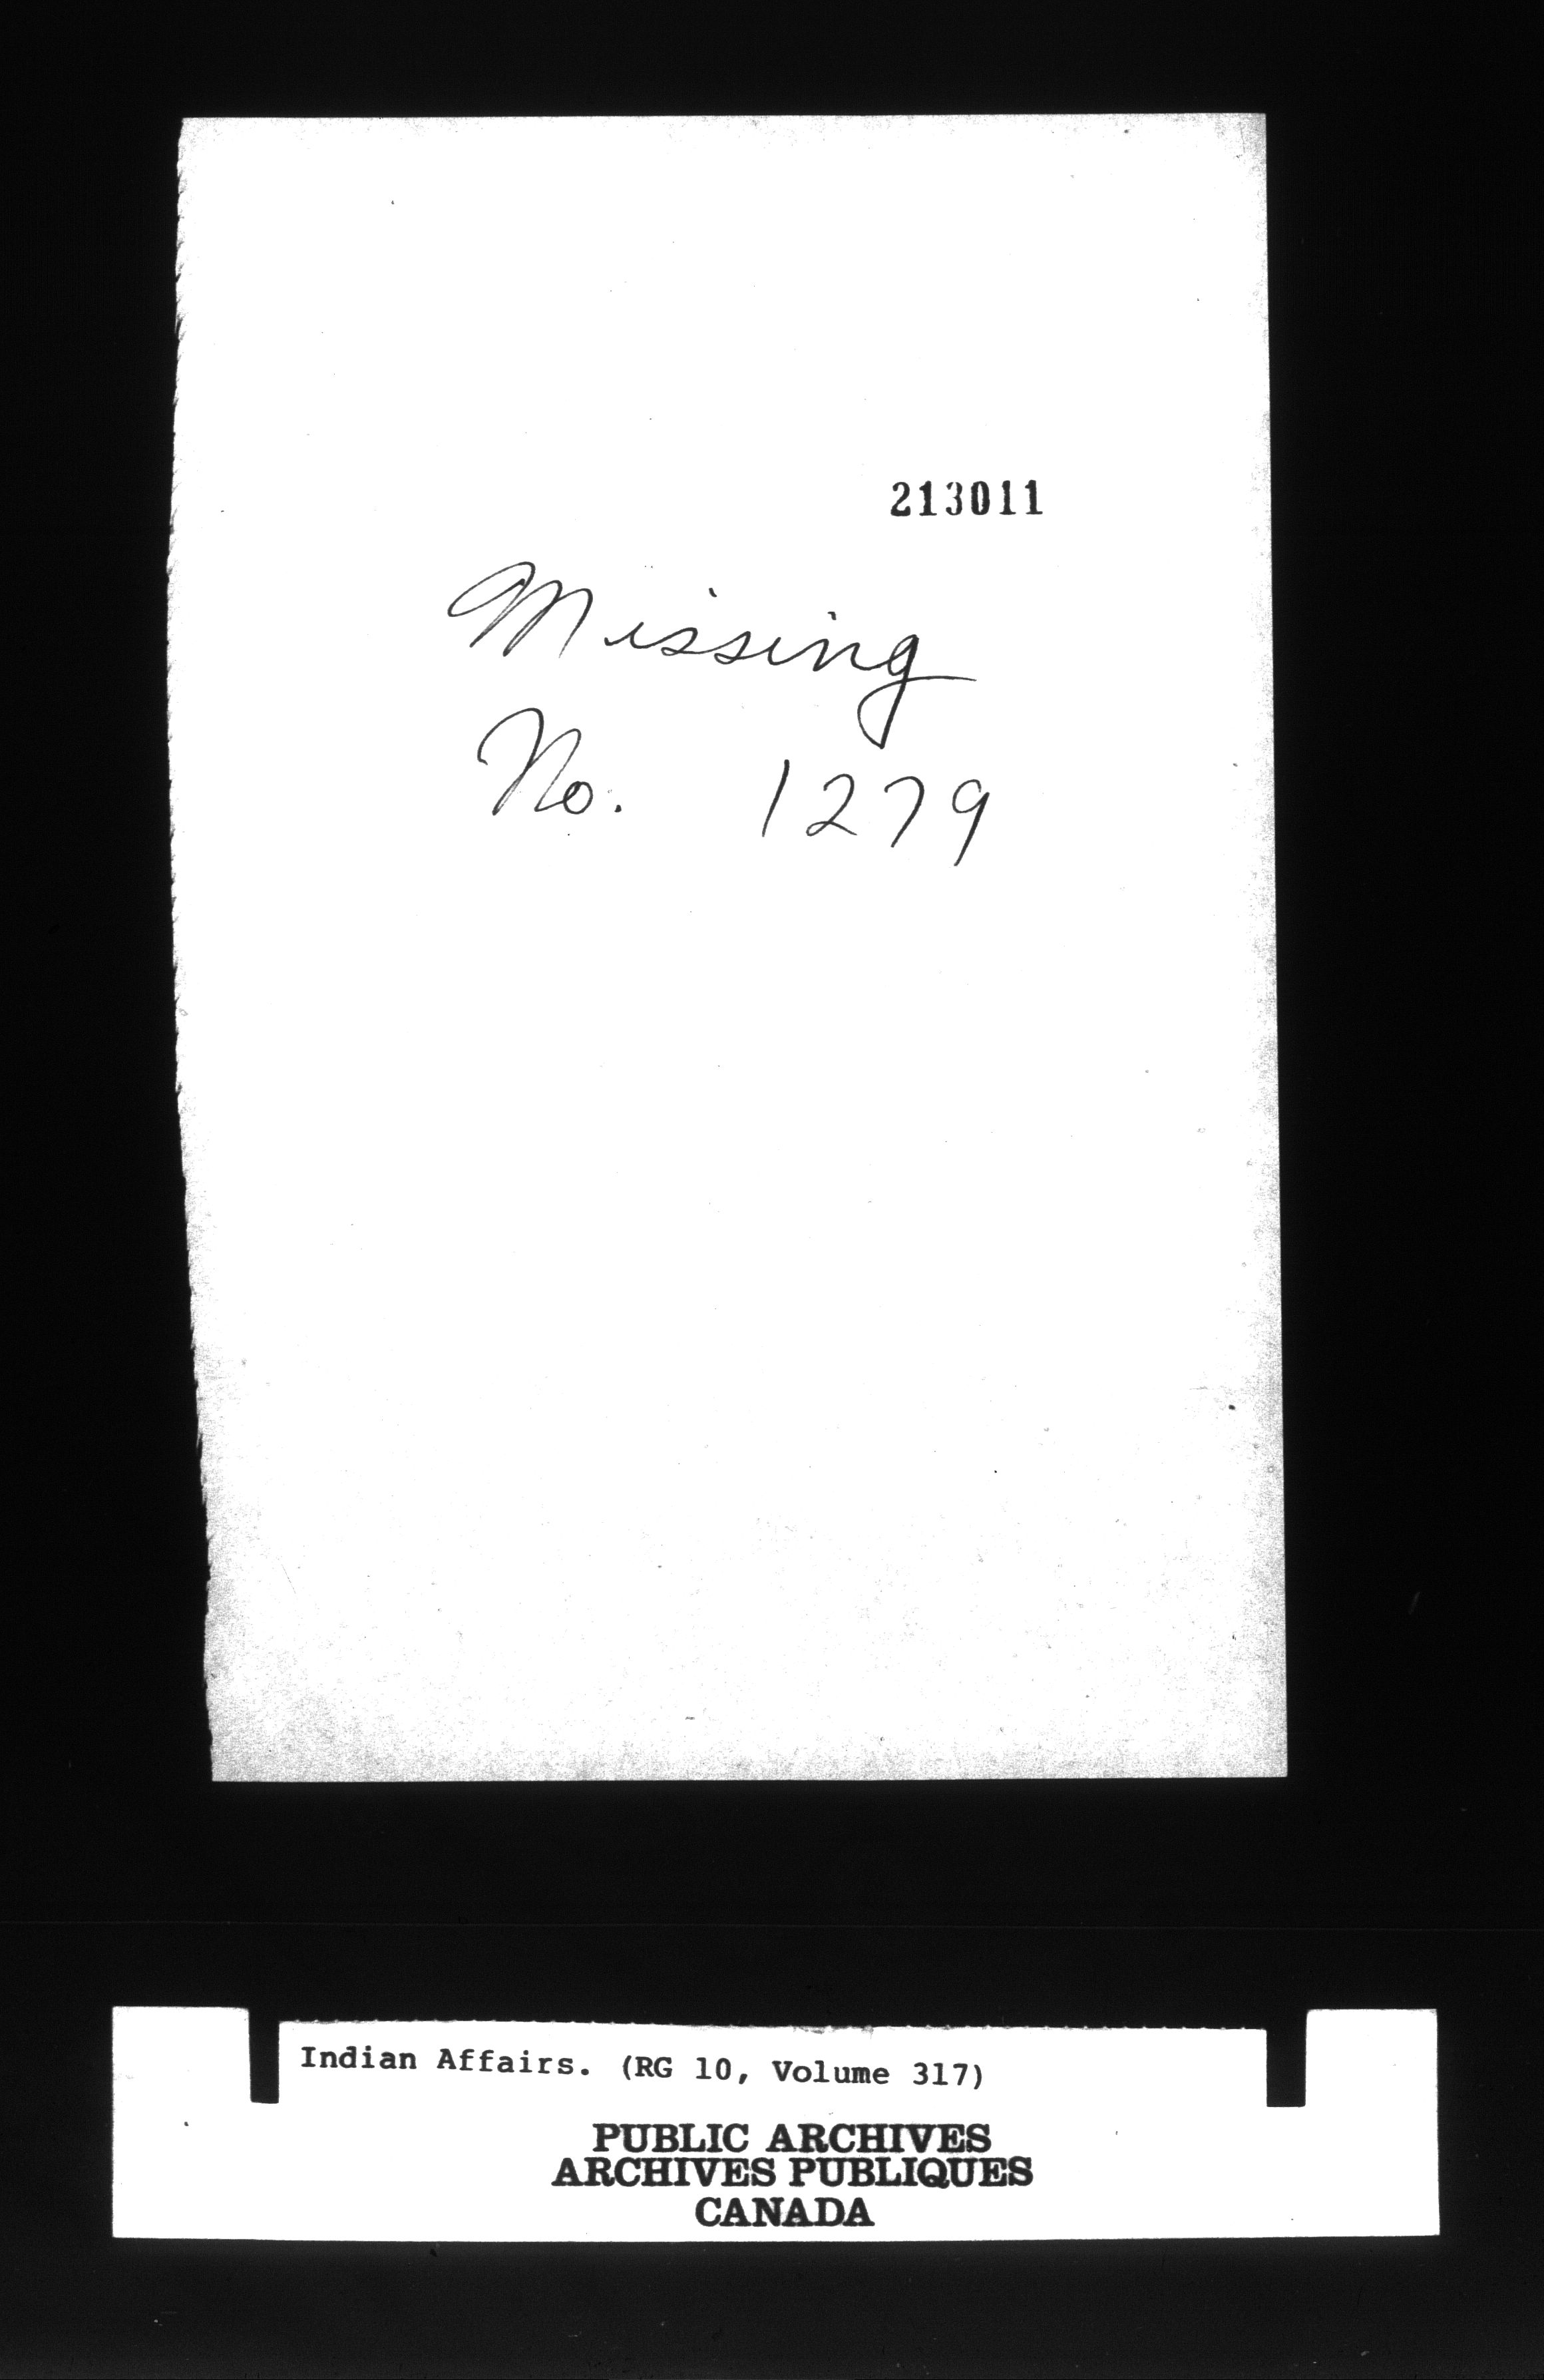 213011
Missing
No. 1279
Indian Affairs. (RG 10, Volume 317)
PUBLIC ARCHIVES
ARCHIVES PUBLIQUES
CANADA